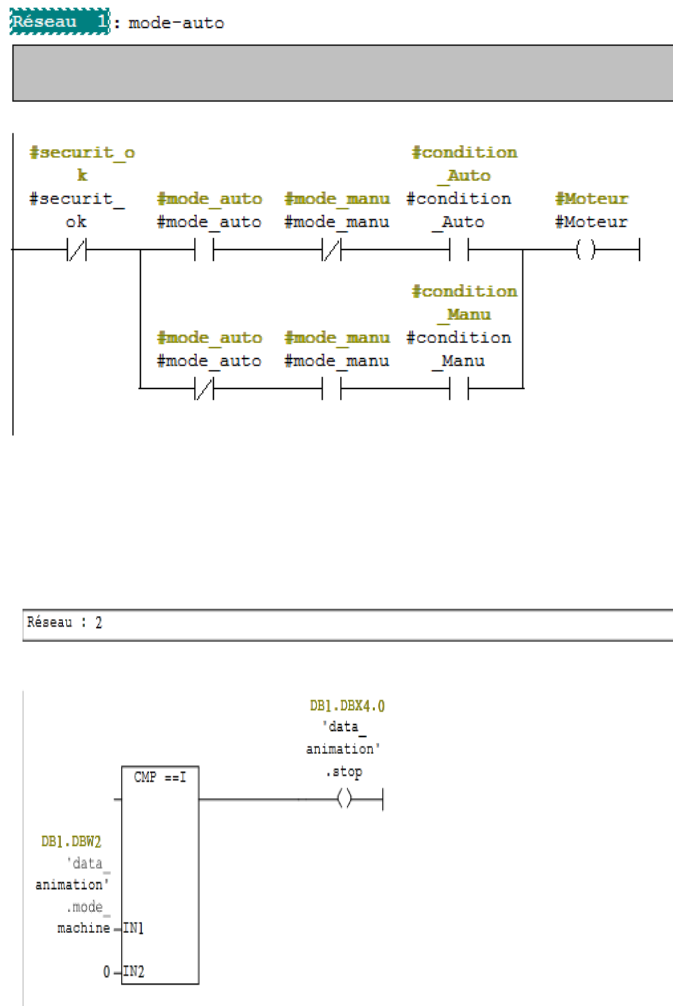 Réseau 1 : mode-auto
#securit_o #condition
k _Auto
#securit_ #mode_auto #mode_manu #condition #Moteur
ok #mode_auto #mode_manu _Auto #Moteur
#condition
_Manu
#mode_auto #mode_manu #condition
#mode_auto #mode_manu _Manu
Réseau : 2
DB1.DBX4.0
'data_
animation'
.stop
CMP ==I
DB1.DBW2
'data_
animation'
.mode_
machine IN1
0 IN2